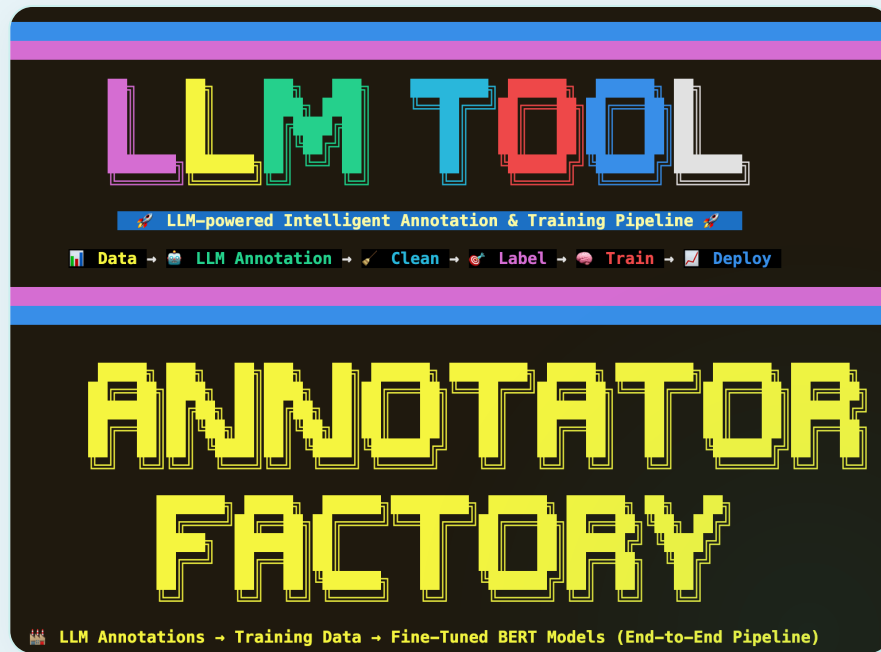 LLM TOOL
🚀 LLM-powered Intelligent Annotation & Training Pipeline 🚀
📊 Data → 🤖 LLM Annotation → 🧹 Clean → 🎯 Label → 🧠 Train → 📈 Deploy
ANNOTATOR
FACTORY
🏭 LLM Annotations → Training Data → Fine-Tuned BERT Models (End-to-End Pipeline)